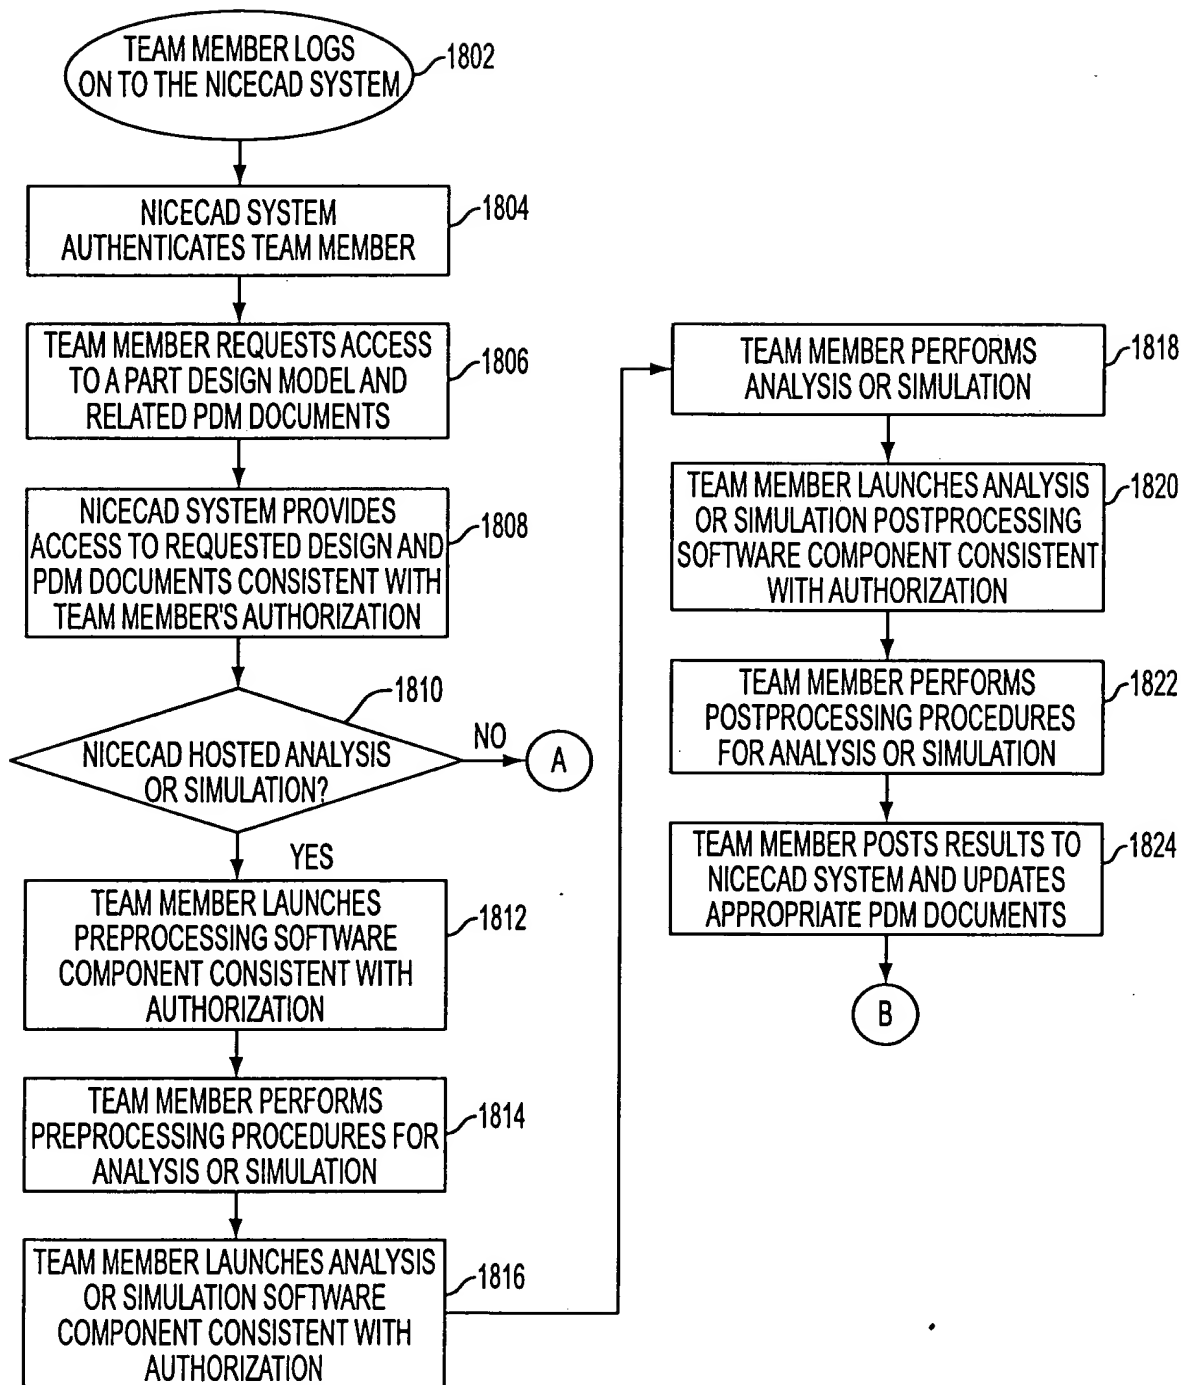 TEAM MEMBER LOGS
ON TO THE NICECAD SYSTEM
1802
NICECAD SYSTEM
AUTHENTICATES TEAM MEMBER
1804
TEAM MEMBER REQUESTS ACCESS
TO A PART DESIGN MODEL AND
RELATED PDM DOCUMENTS
1806
NICECAD SYSTEM PROVIDES
ACCESS TO REQUESTED DESIGN AND
PDM DOCUMENTS CONSISTENT WITH
TEAM MEMBER'S AUTHORIZATION
1808
1810
NICECAD HOSTED ANALYSIS
OR SIMULATION?
NO
A
YES
TEAM MEMBER LAUNCHES
PREPROCESSING SOFTWARE
COMPONENT CONSISTENT WITH
AUTHORIZATION
1812
TEAM MEMBER PERFORMS
PREPROCESSING PROCEDURES FOR
ANALYSIS OR SIMULATION
1814
TEAM MEMBER LAUNCHES ANALYSIS
OR SIMULATION SOFTWARE
COMPONENT CONSISTENT WITH
AUTHORIZATION
1816
TEAM MEMBER PERFORMS
ANALYSIS OR SIMULATION
1818
TEAM MEMBER LAUNCHES ANALYSIS
OR SIMULATION POSTPROCESSING
SOFTWARE COMPONENT CONSISTENT
WITH AUTHORIZATION
1820
TEAM MEMBER PERFORMS
POSTPROCESSING PROCEDURES
FOR ANALYSIS OR SIMULATION
1822
TEAM MEMBER POSTS RESULTS TO
NICECAD SYSTEM AND UPDATES
APPROPRIATE PDM DOCUMENTS
1824
B